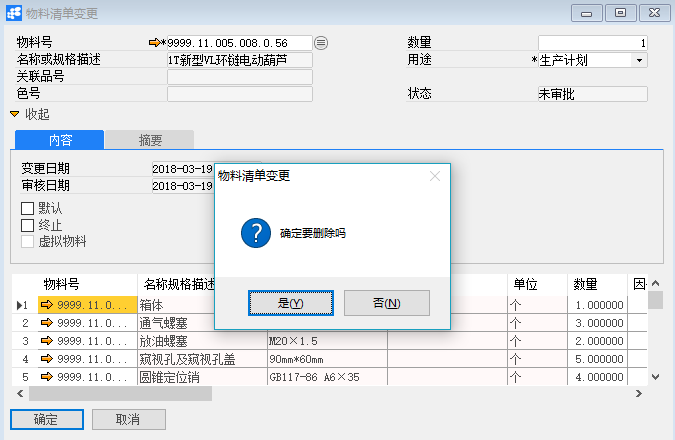 物料清单变更
物料号 *9999.11.005.008.0.56 数量 1
名称或规格描述 1T新型VL环链电动葫芦 用途 *生产计划
关联品号
色号 状态 未审批
收起
内容 摘要
变更日期 2018-03-19
审核日期 2018-03-19
默认
终止
虚拟物料
物料清单变更
确定要删除吗
是(Y) 否(N)
物料号 名称规格描述 单位 数量
1 9999.11.0... 箱体 个 1.000000
2 9999.11.0... 通气螺塞 个 3.000000
3 9999.11.0... 放油螺塞 M20×1.5 个 2.000000
4 9999.11.0... 窥视孔及窥视孔盖 90mm*60mm 个 5.000000
5 9999.11.0... 圆锥定位销 GB117-86 A6×35 个 4.000000
确定 取消